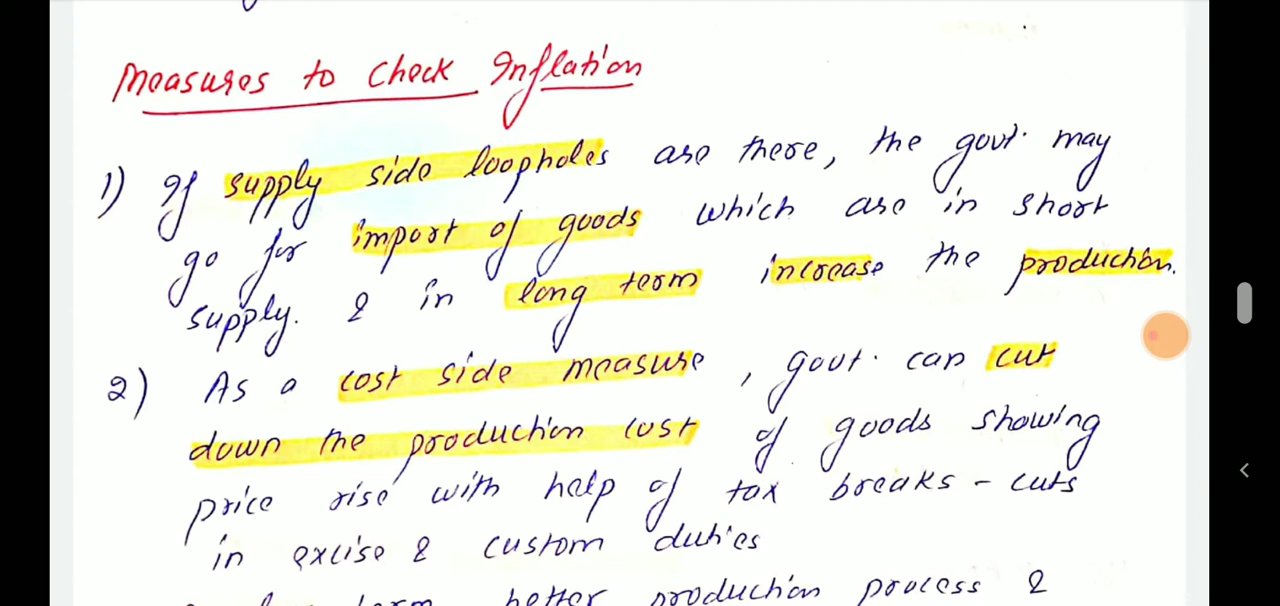 Measures to Check Inflation
1) If supply side loopholes are there, the govt. may
go for import of goods which are in short
supply. & in long term increase the production.
2) As a cost side measure, govt. can cut
down the production cost of goods showing
price rise with help of tax breaks - cuts
in excise & custom duties
term better production process &